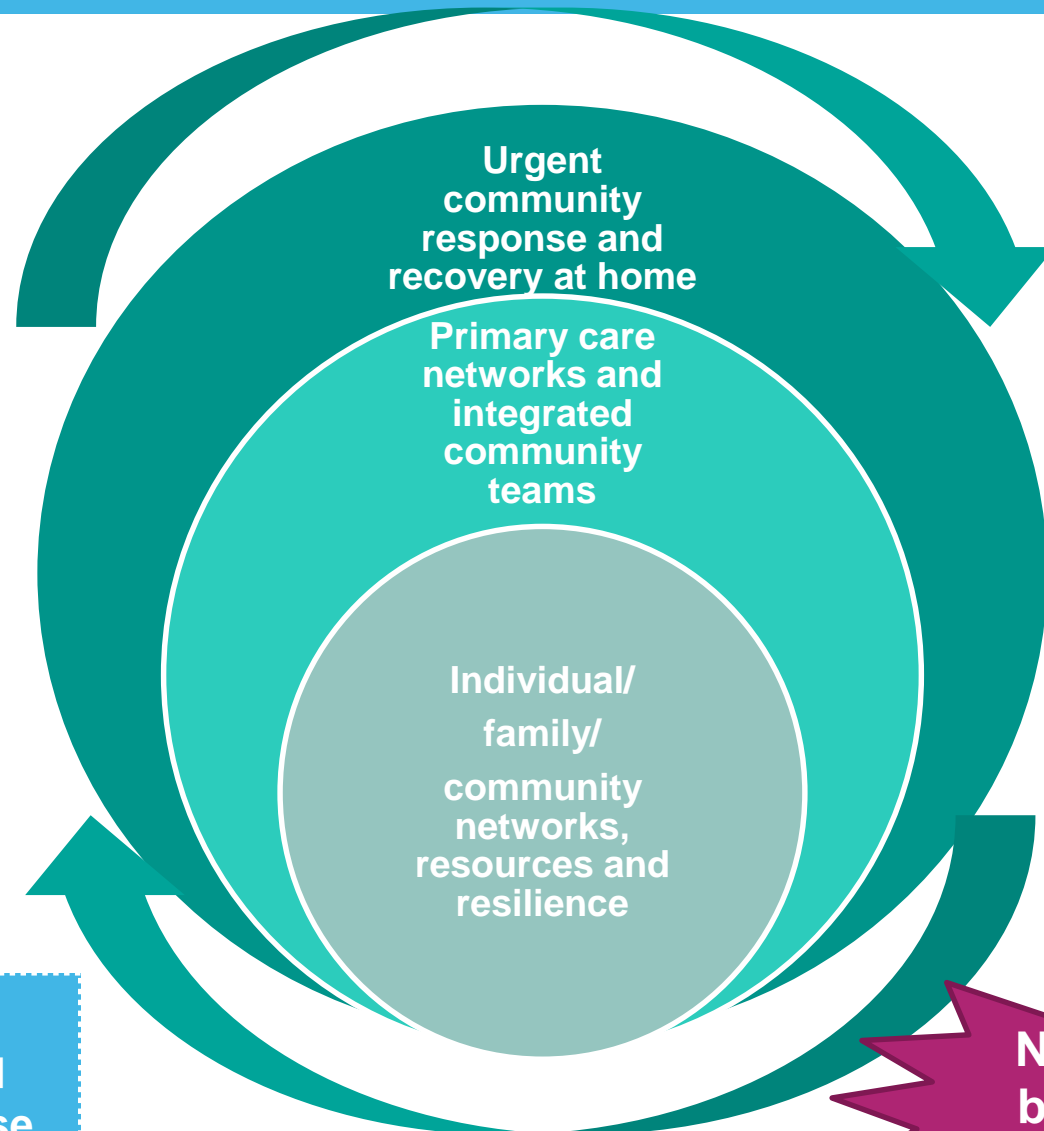 Urgent
community
response and
recovery at home
Primary care
networks and
integrated
community
teams
Individual/
family/
community
networks,
resources and
resilience